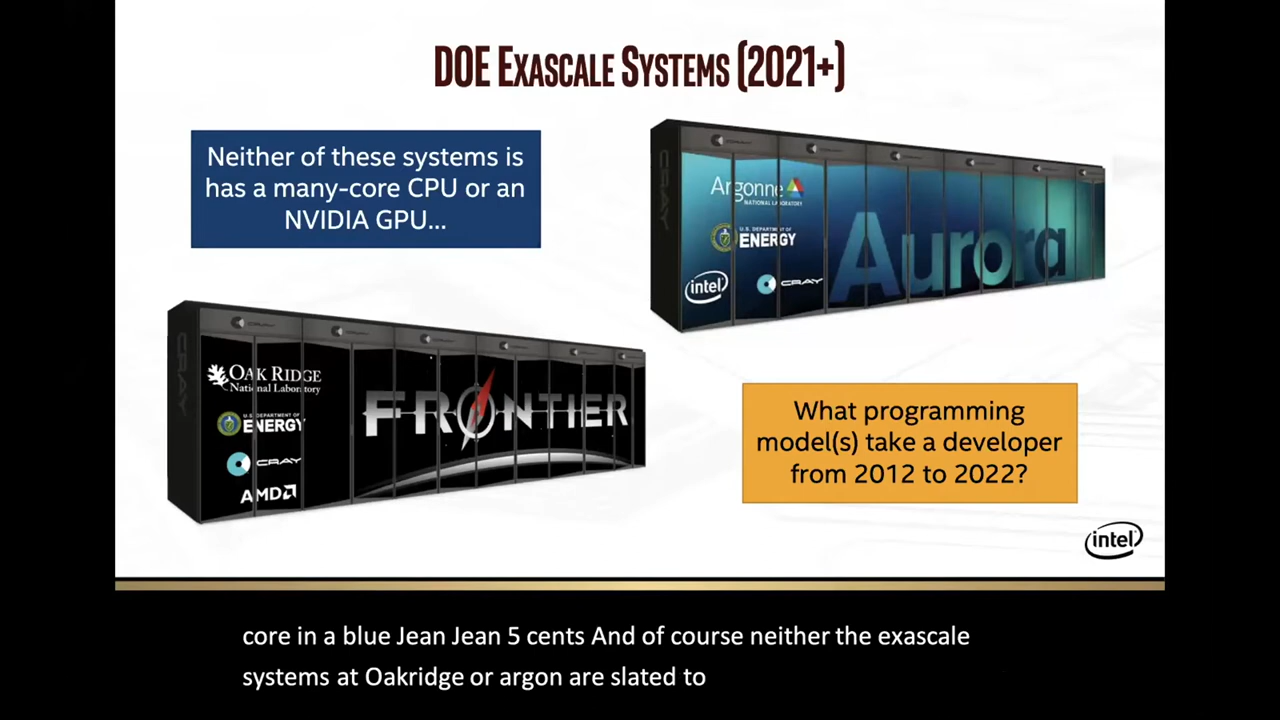 DOE EXASCALE SYSTEMS (2021+)
Neither of these systems is
has a many-core CPU or an
NVIDIA GPU...
CRAY
Argonne
NATIONAL LABORATORY
U.S. DEPARTMENT OF
ENERGY
intel
CRAY
Aurora
CRAY
OAK RIDGE
National Laboratory
U.S. DEPARTMENT OF
ENERGY
CRAY
AMD
FRONTIER
What programming
model(s) take a developer
from 2012 to 2022?
intel
core in a blue Jean Jean 5 cents And of course neither the exascale
systems at Oakridge or argon are slated to